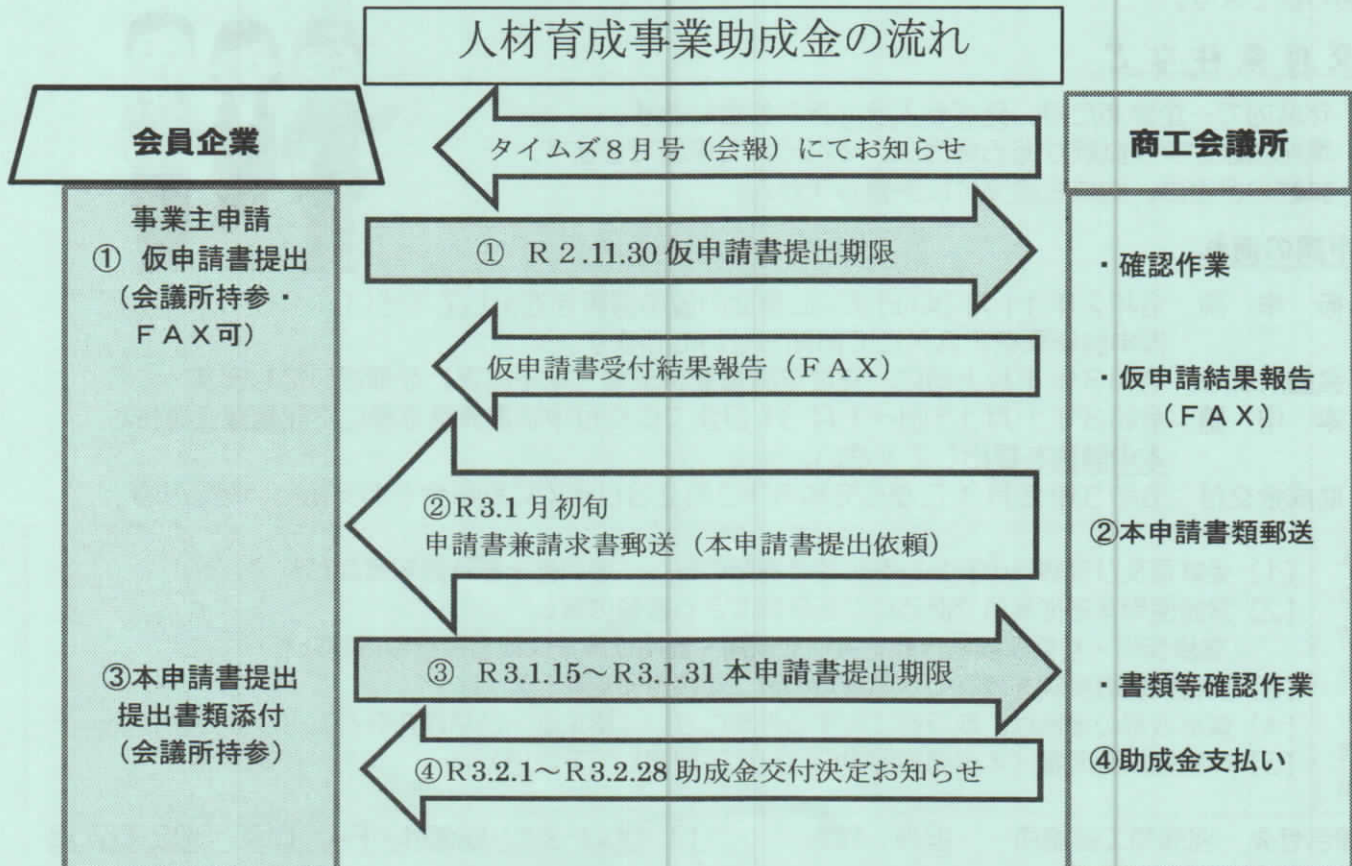 人材育成事業助成金の流れ
会員企業
タイムズ8月号（会報）にてお知らせ
商工会議所
事業主申請
① 仮申請書提出
（会議所持参・
ＦＡＸ可）
① Ｒ２.11.30 仮申請書提出期限
・確認作業
仮申請書受付結果報告（ＦＡＸ）
・仮申請結果報告
（ＦＡＸ）
②R3.1 月初旬
申請書兼請求書郵送（本申請書提出依頼）
②本申請書類郵送
③本申請書提出
提出書類添付
（会議所持参）
③ R3.1.15～R3.1.31 本申請書提出期限
・書類等確認作業
④R3.2.1～R3.2.28 助成金交付決定お知らせ
④助成金支払い